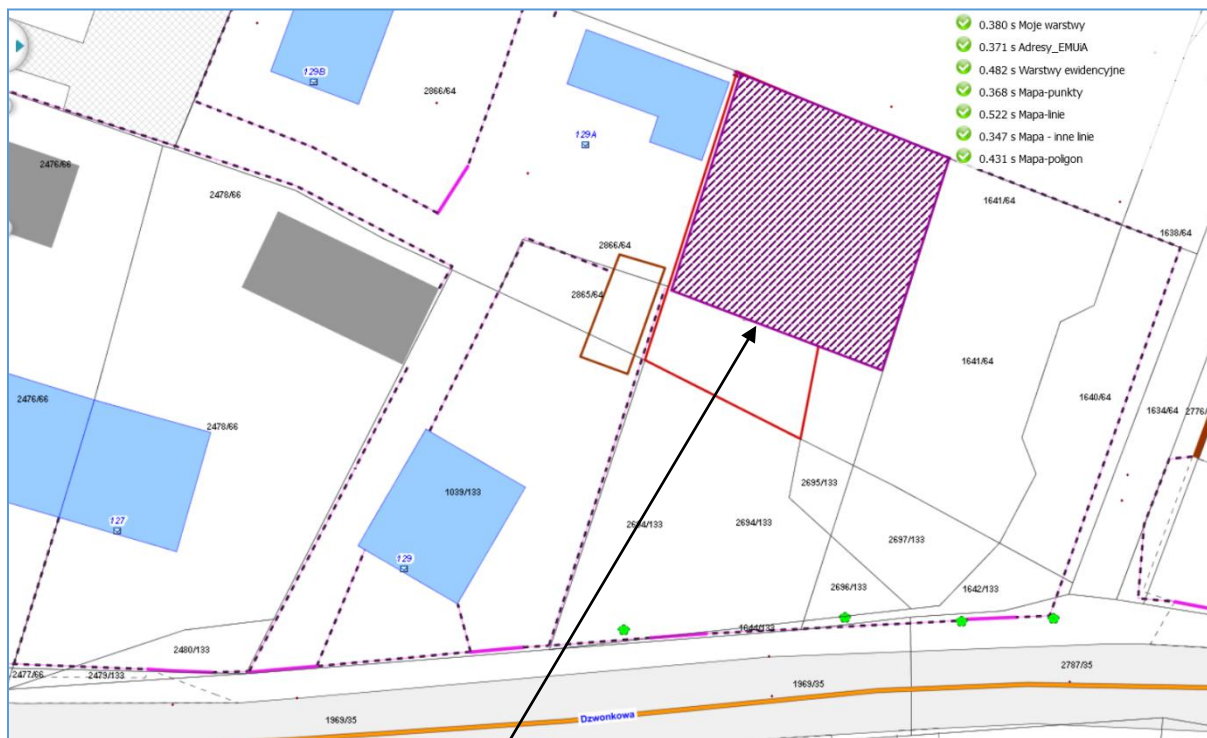 0.380 s Moje warstwy
0.371 s Adresy_EMUiA
0.482 s Warstwy ewidencyjne
0.368 s Mapa-punkty
0.522 s Mapa-linie
0.347 s Mapa - inne linie
0.431 s Mapa-poligon
129B
2866/64
129A
2476/66
2478/66
1641/64
1638/64
2866/64
2865/64
1641/64
1640/64
1634/64
2776/
2476/66
2478/66
1039/133
2695/133
127
2694/133
2694/133
2697/133
129
2696/133
1642/133
1644/133
2480/133
2477/66
2479/133
2787/35
1969/35
1969/35
Dzwonkowa